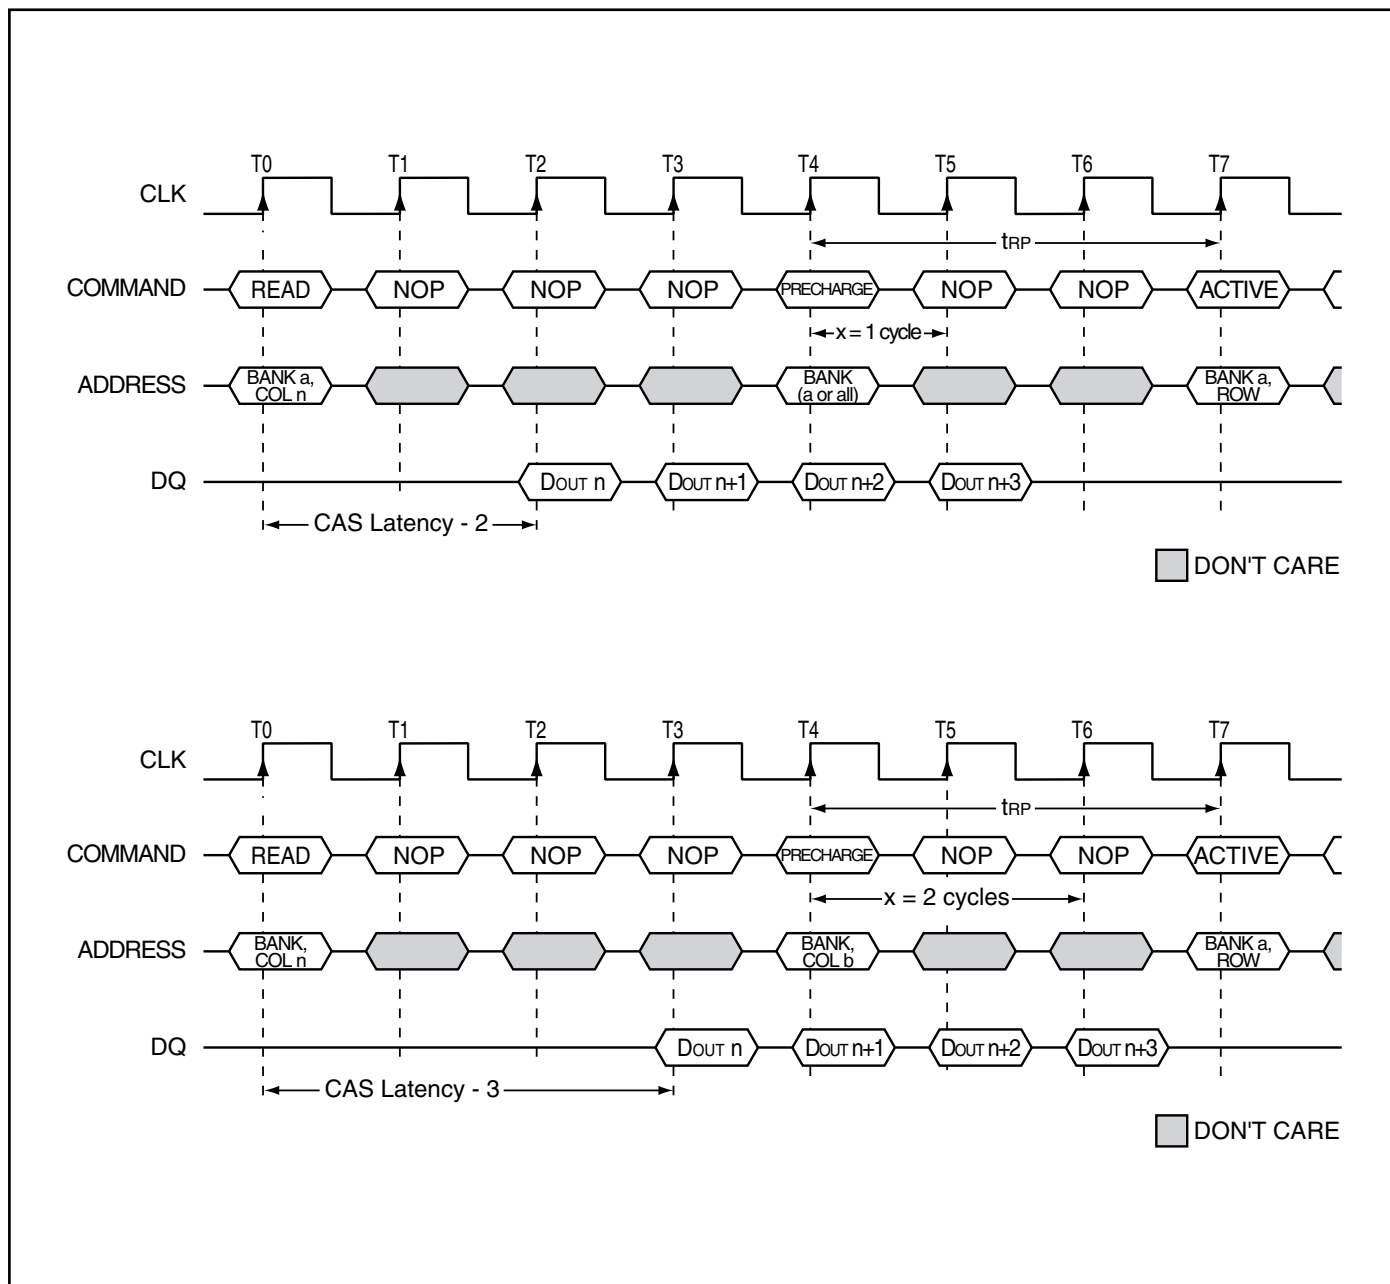 T0 T1 T2 T3 T4 T5 T6 T7
CLK
tRP
COMMAND READ NOP NOP NOP PRECHARGE NOP NOP ACTIVE
x = 1 cycle
ADDRESS BANK a, COL n BANK (a or all) BANK a, ROW
DQ DOUT n DOUT n+1 DOUT n+2 DOUT n+3
CAS Latency - 2
DON'T CARE
T0 T1 T2 T3 T4 T5 T6 T7
CLK
tRP
COMMAND READ NOP NOP NOP PRECHARGE NOP NOP ACTIVE
x = 2 cycles
ADDRESS BANK, COL n BANK, COL b BANK a, ROW
DQ DOUT n DOUT n+1 DOUT n+2 DOUT n+3
CAS Latency - 3
DON'T CARE